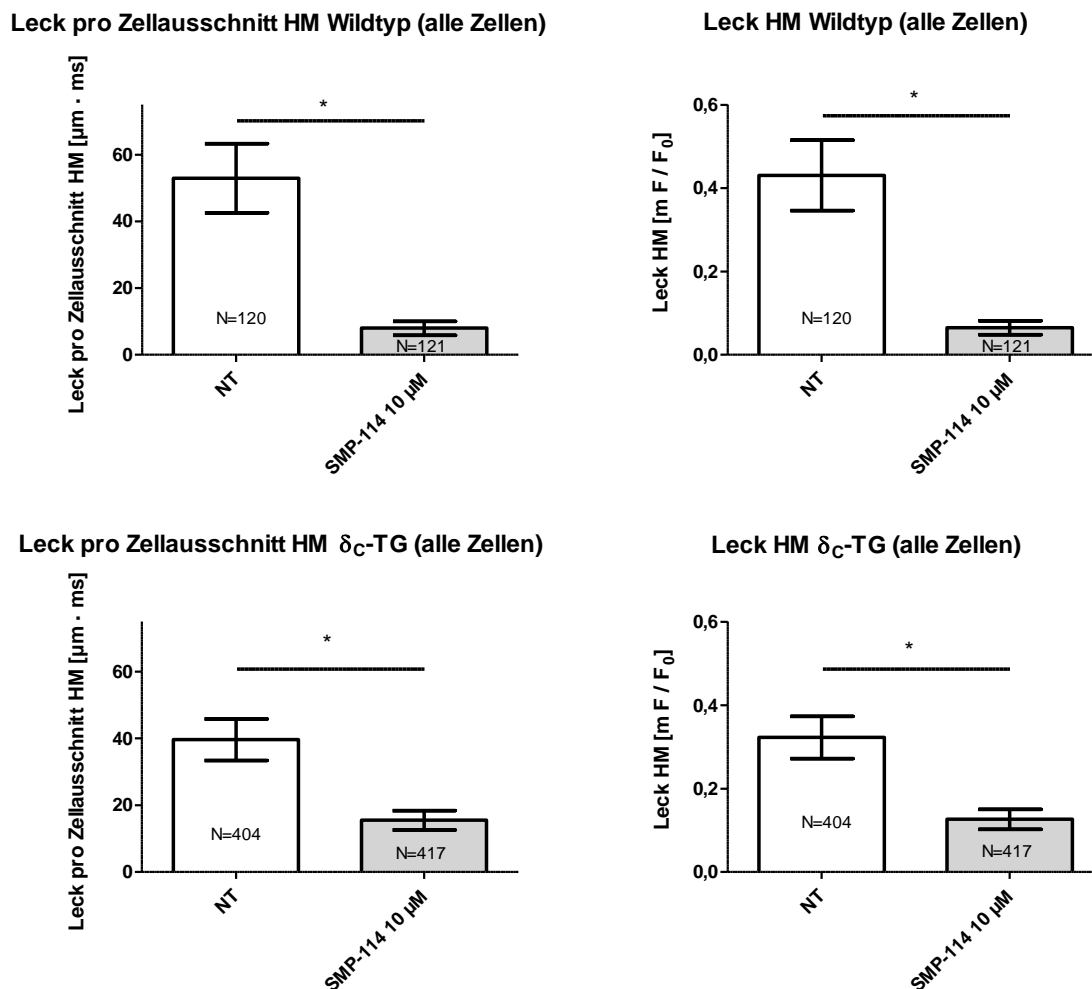 Leck pro Zellausschnitt HM Wildtyp (alle Zellen)
Leck pro Zellausschnitt HM [µm · ms]
60
40
20
0
*
N=120
N=121
NT
SMP-114 10 µM
Leck HM Wildtyp (alle Zellen)
Leck HM [m F / F₀]
0,6
0,4
0,2
0,0
*
N=120
N=121
NT
SMP-114 10 µM
Leck pro Zellausschnitt HM δC-TG (alle Zellen)
Leck pro Zellausschnitt HM [µm · ms]
60
40
20
0
*
N=404
N=417
NT
SMP-114 10 µM
Leck HM δC-TG (alle Zellen)
Leck HM [m F / F₀]
0,6
0,4
0,2
0,0
*
N=404
N=417
NT
SMP-114 10 µM